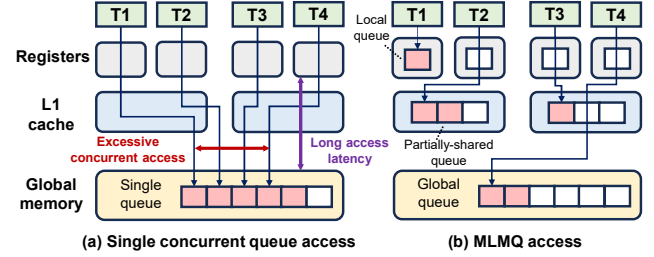 T1 T2 T3 T4
Registers
L1
cache
Excessive
concurrent access
Long access
latency
Global
memory
Single
queue
(a) Single concurrent queue access
T1 T2 T3 T4
Local
queue
Partially-shared
queue
Global
queue
(b) MLMQ access